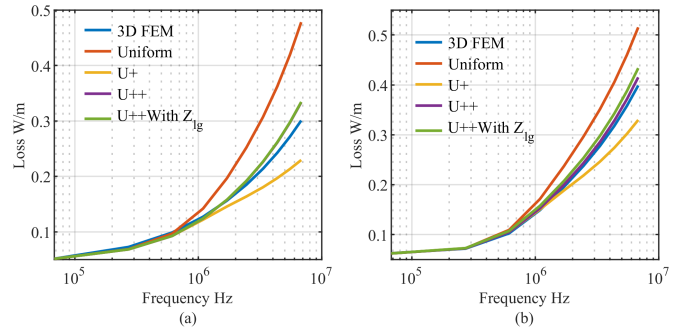 0.5
0.4
0.3
0.2
0.1
Loss W/m
3D FEM
Uniform
U+
U++
U++With Z_lg
10^5
10^6
10^7
Frequency Hz
(a)
0.5
0.4
0.3
0.2
0.1
Loss W/m
3D FEM
Uniform
U+
U++
U++With Z_lg
10^5
10^6
10^7
Frequency Hz
(b)